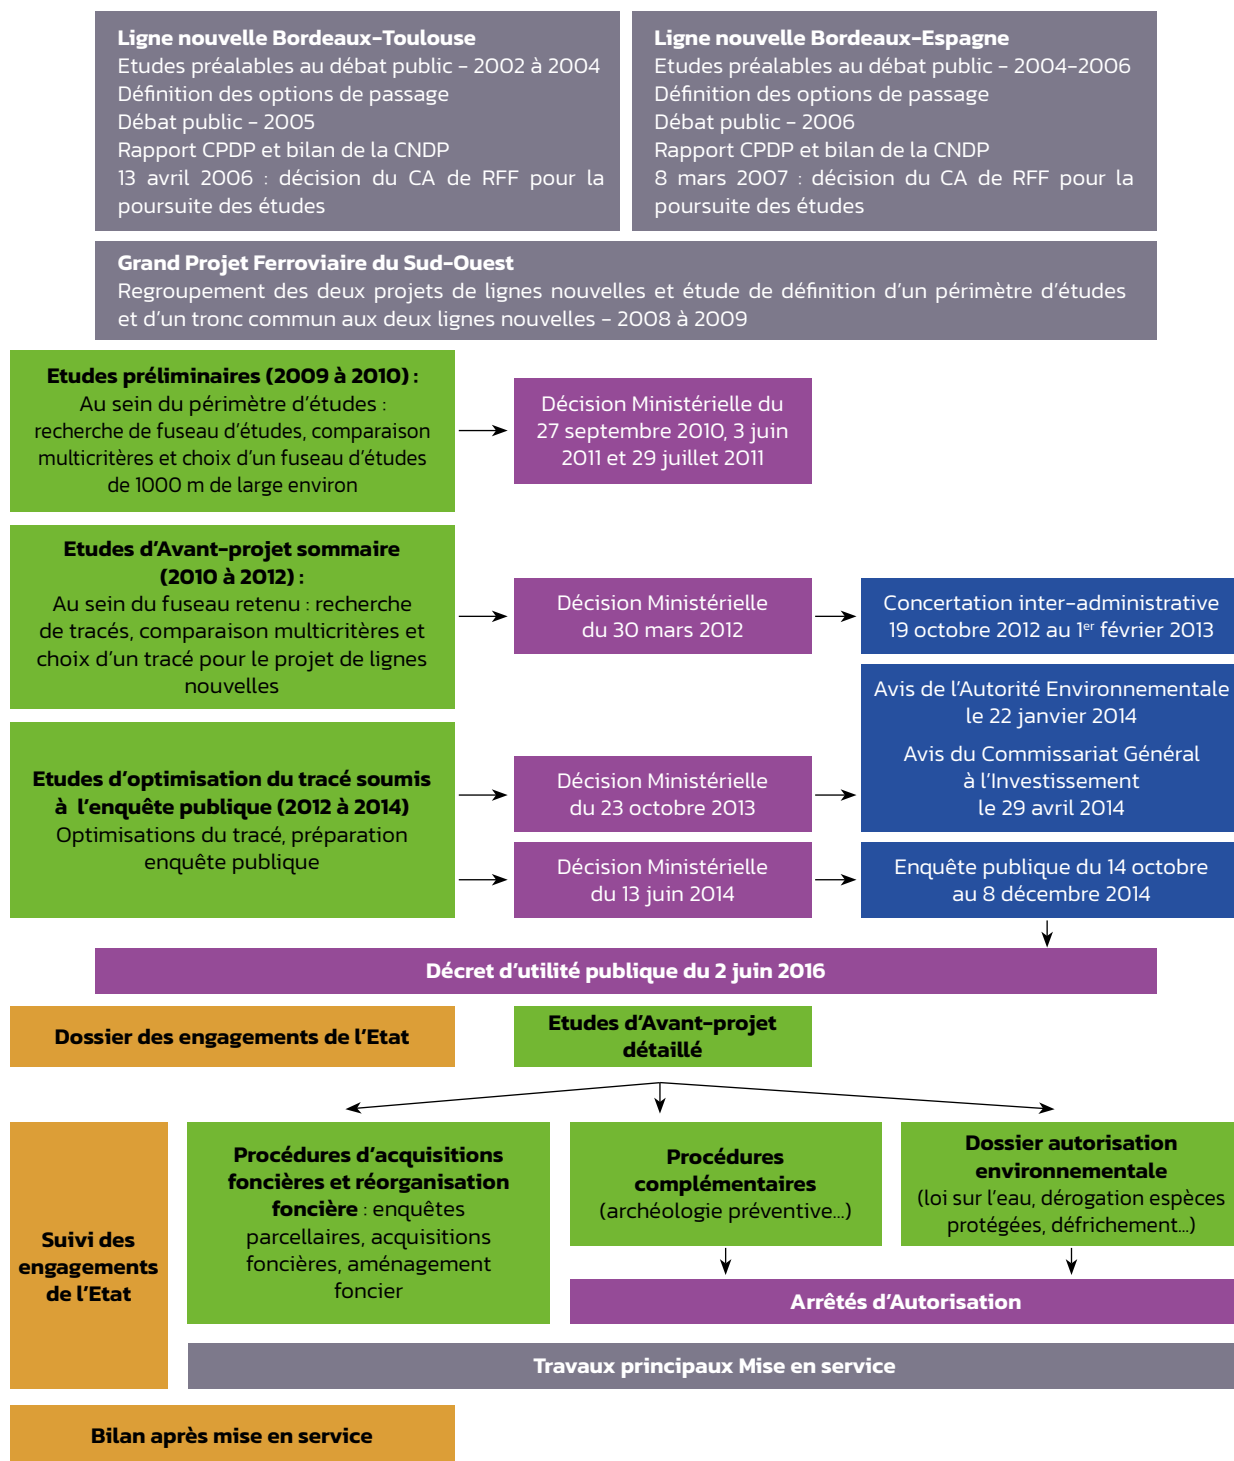 Ligne nouvelle Bordeaux-Toulouse
Etudes préalables au débat public - 2002 à 2004
Définition des options de passage
Débat public - 2005
Rapport CPDP et bilan de la CNDP
13 avril 2006 : décision du CA de RFF pour la
poursuite des études
Ligne nouvelle Bordeaux-Espagne
Etudes préalables au débat public - 2004-2006
Définition des options de passage
Débat public - 2006
Rapport CPDP et bilan de la CNDP
8 mars 2007 : décision du CA de RFF pour la
poursuite des études
Grand Projet Ferroviaire du Sud-Ouest
Regroupement des deux projets de lignes nouvelles et étude de définition d'un périmètre d'études
et d'un tronc commun aux deux lignes nouvelles - 2008 à 2009
Etudes préliminaires (2009 à 2010) :
Au sein du périmètre d'études :
recherche de fuseau d'études, comparaison
multicritères et choix d'un fuseau d'études
de 1000 m de large environ
Décision Ministérielle du
27 septembre 2010, 3 juin
2011 et 29 juillet 2011
Etudes d'Avant-projet sommaire
(2010 à 2012) :
Au sein du fuseau retenu : recherche
de tracés, comparaison multicritères et
choix d'un tracé pour le projet de lignes
nouvelles
Décision Ministérielle
du 30 mars 2012
Concertation inter-administrative
19 octobre 2012 au 1er février 2013
Etudes d'optimisation du tracé soumis
à l'enquête publique (2012 à 2014)
Optimisations du tracé, préparation
enquête publique
Décision Ministérielle
du 23 octobre 2013
Avis de l'Autorité Environnementale
le 22 janvier 2014
Avis du Commissariat Général
à l'Investissement
le 29 avril 2014
Décision Ministérielle
du 13 juin 2014
Enquête publique du 14 octobre
au 8 décembre 2014
Décret d'utilité publique du 2 juin 2016
Dossier des engagements de l'Etat
Etudes d'Avant-projet
détaillé
Suivi des
engagements
de l'Etat
Procédures d'acquisitions
foncières et réorganisation
foncière : enquêtes
parcellaires, acquisitions
foncières, aménagement
foncier
Procédures
complémentaires
(archéologie préventive...)
Dossier autorisation
environnementale
(loi sur l'eau, dérogation espèces
protégées, défrichement...)
Arrêtés d'Autorisation
Travaux principaux Mise en service
Bilan après mise en service